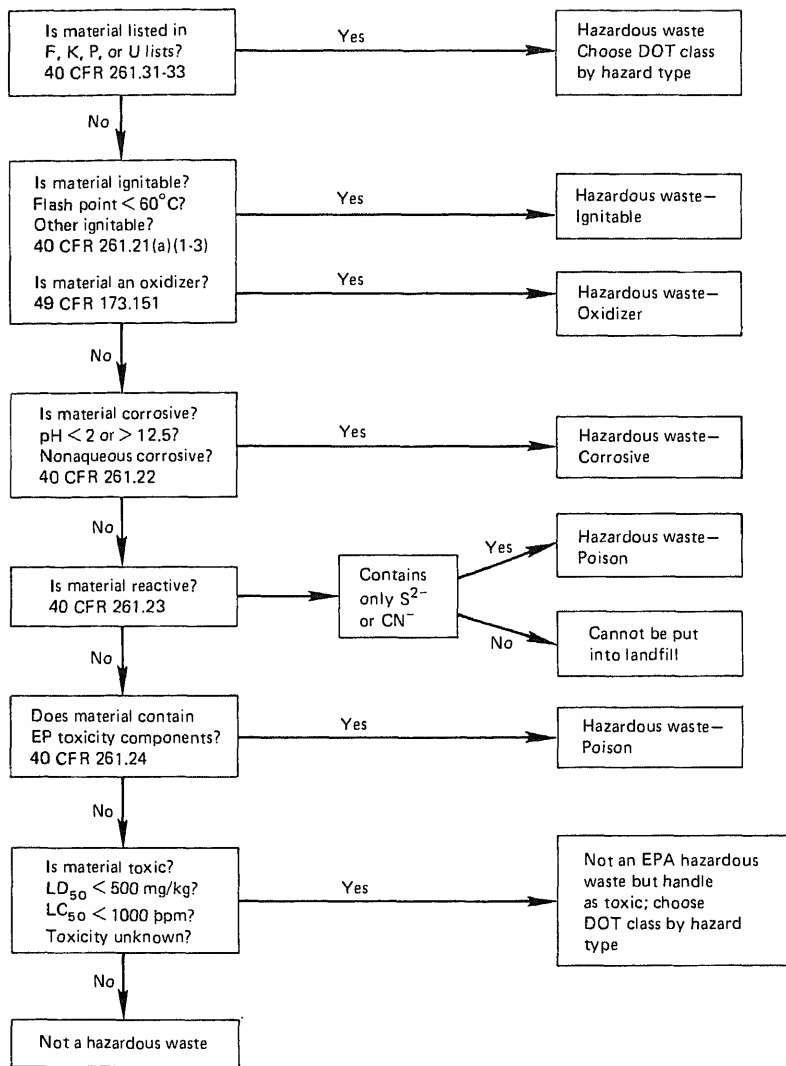 Is material listed in
F, K, P, or U lists?
40 CFR 261.31-33
Yes
Hazardous waste
Choose DOT class
by hazard type
No
Is material ignitable?
Flash point < 60°C?
Other ignitable?
40 CFR 261.21(a)(1-3)
Yes
Hazardous waste—
Ignitable
Is material an oxidizer?
49 CFR 173.151
Yes
Hazardous waste—
Oxidizer
No
Is material corrosive?
pH < 2 or > 12.5?
Nonaqueous corrosive?
40 CFR 261.22
Yes
Hazardous waste—
Corrosive
No
Is material reactive?
40 CFR 261.23
Contains
only S²⁻
or CN⁻
Yes
Hazardous waste—
Poison
No
Cannot be put
into landfill
No
Does material contain
EP toxicity components?
40 CFR 261.24
Yes
Hazardous waste—
Poison
No
Is material toxic?
LD₅₀ < 500 mg/kg?
LC₅₀ < 1000 ppm?
Toxicity unknown?
Yes
Not an EPA hazardous
waste but handle
as toxic; choose
DOT class by hazard
type
No
Not a hazardous waste